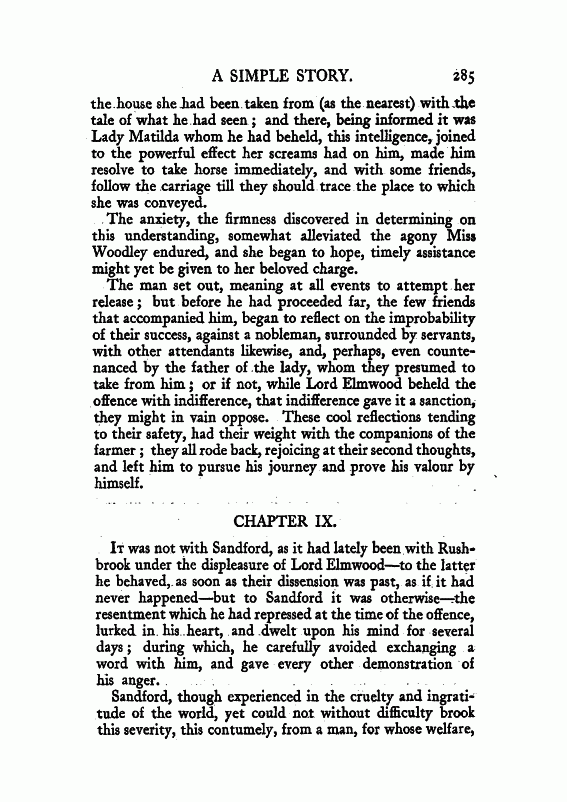 A SIMPLE STORY. 285
the house she had been taken from (as the nearest) with the
tale of what he had seen ; and there, being informed it was
Lady Matilda whom he had beheld, this intelligence, joined
to the powerful effect her screams had on him, made him
resolve to take horse immediately, and with some friends,
follow the carriage till they should trace the place to which
she was conveyed.
The anxiety, the firmness discovered in determining on
this understanding, somewhat alleviated the agony Miss
Woodley endured, and she began to hope, timely assistance
might yet be given to her beloved charge.
The man set out, meaning at all events to attempt her
release ; but before he had proceeded far, the few friends
that accompanied him, began to reflect on the improbability
of their success, against a nobleman, surrounded by servants,
with other attendants likewise, and, perhaps, even counte-
nanced by the father of the lady, whom they presumed to
take from him ; or if not, while Lord Elmwood beheld the
offence with indifference, that indifference gave it a sanction,
they might in vain oppose. These cool reflections tending
to their safety, had their weight with the companions of the
farmer ; they all rode back, rejoicing at their second thoughts,
and left him to pursue his journey and prove his valour by
himself.
CHAPTER IX.
IT was not with Sandford, as it had lately been with Rush-
brook under the displeasure of Lord Elmwood—to the latter
he behaved, as soon as their dissension was past, as if it had
never happened—but to Sandford it was otherwise—the
resentment which he had repressed at the time of the offence,
lurked in his heart, and dwelt upon his mind for several
days ; during which, he carefully avoided exchanging a
word with him, and gave every other demonstration of
his anger.
Sandford, though experienced in the cruelty and ingrati-
tude of the world, yet could not without difficulty brook
this severity, this contumely, from a man, for whose welfare,